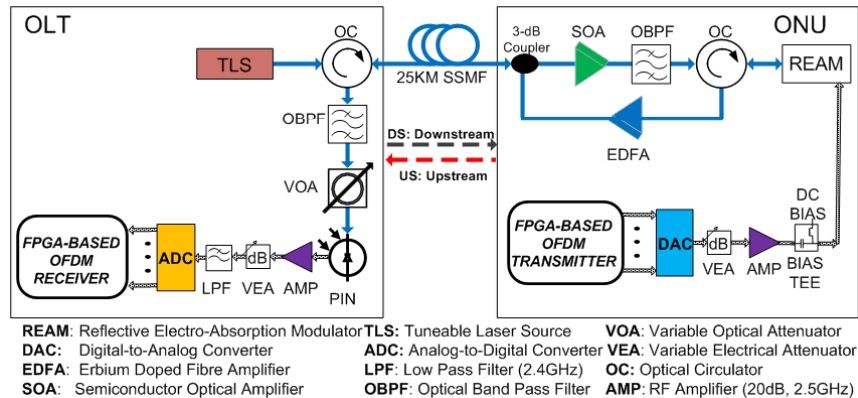 OLT
OC
TLS
25KM SSMF
OBPF
VOA
FPGA-BASED
OFDM
RECEIVER
ADC
LPF
dB
VEA
AMP
PIN
DS: Downstream
US: Upstream
ONU
3-dB
Coupler
SOA
OBPF
OC
REAM
EDFA
FPGA-BASED
OFDM
TRANSMITTER
DAC
dB
VEA
AMP
DC
BIAS
BIAS
TEE
REAM: Reflective Electro-Absorption Modulator TLS: Tuneable Laser Source VOA: Variable Optical Attenuator
DAC: Digital-to-Analog Converter ADC: Analog-to-Digital Converter VEA: Variable Electrical Attenuator
EDFA: Erbium Doped Fibre Amplifier LPF: Low Pass Filter (2.4GHz) OC: Optical Circulator
SOA: Semiconductor Optical Amplifier OBPF: Optical Band Pass Filter AMP: RF Amplifier (20dB, 2.5GHz)